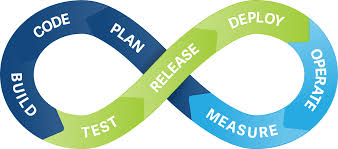 PLAN
CODE
BUILD
TEST
RELEASE
DEPLOY
OPERATE
MEASURE